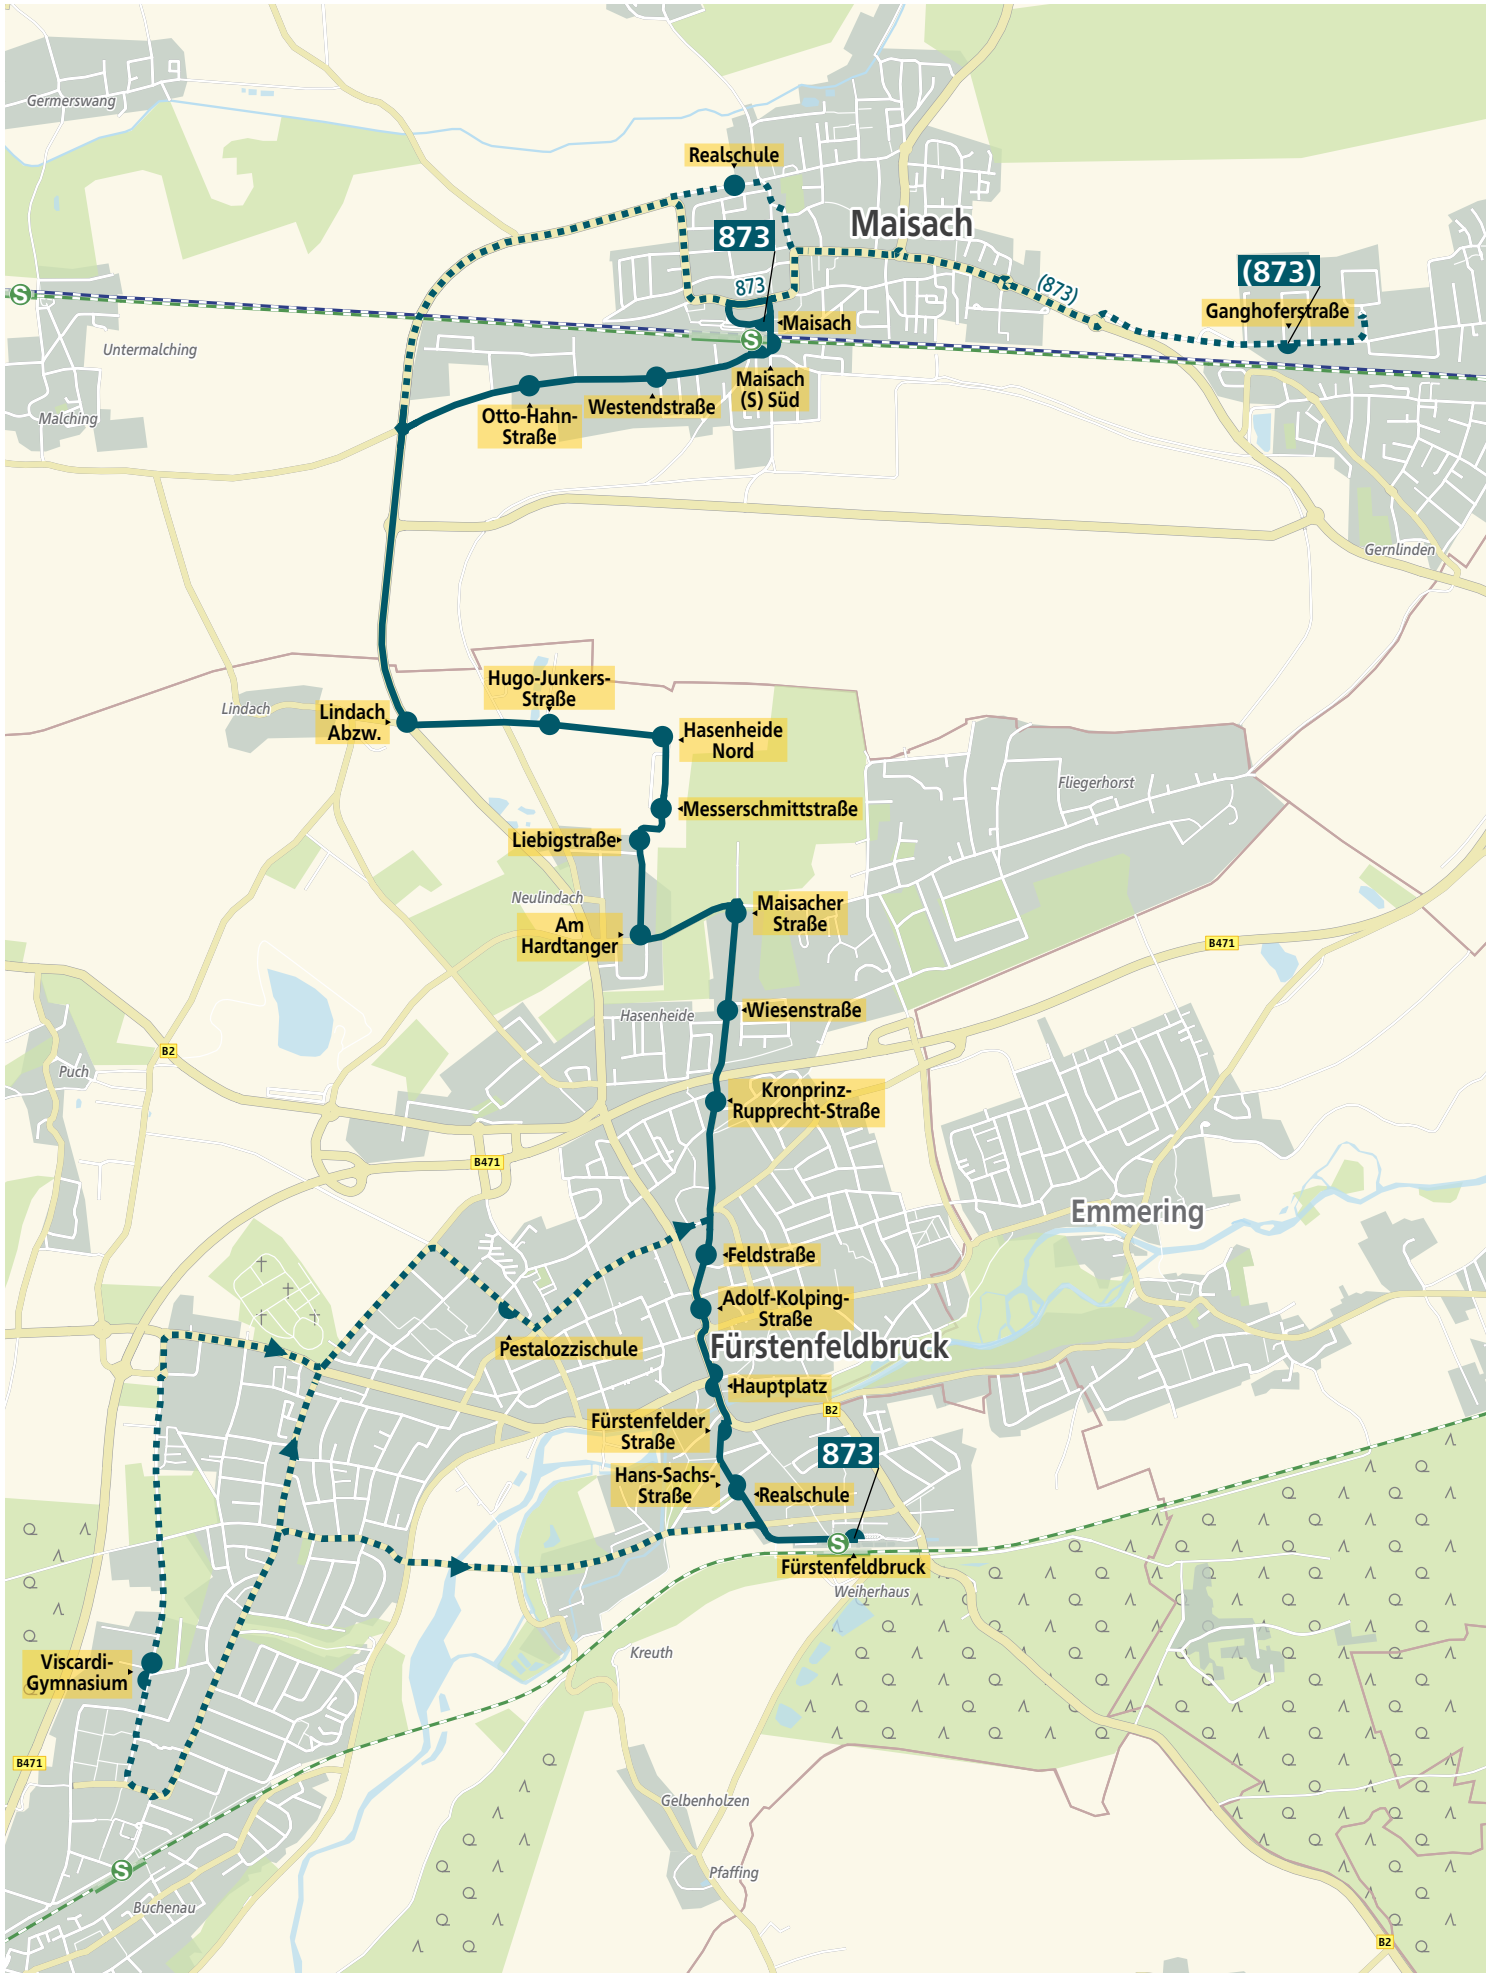 Germerswang
Realschule
Maisach
873
(873)
873
(873)
Ganghoferstraße
S
Maisach
S
Untermalching
Maisach
(S) Süd
Malching
Otto-Hahn-
Straße
Westendstraße
Gernlinden
Hugo-Junkers-
Straße
Lindach
Lindach
Abzw.
Hasenheide
Nord
Fliegerhorst
Messerschmittstraße
Liebigstraße
Neulindach
Maisacher
Straße
Am
Hardtanger
B471
Wiesenstraße
Hasenheide
B2
Puch
Kronprinz-
Rupprecht-Straße
B471
Emmering
Feldstraße
Adolf-Kolping-
Straße
Fürstenfeldbruck
Pestalozzischule
Hauptplatz
B2
Fürstenfelder
Straße
873
Hans-Sachs-
Straße
Realschule
S
Fürstenfeldbruck
Weiherhaus
Kreuth
Viscardi-
Gymnasium
B471
Gelbenholzen
S
Pfaffing
Buchenau
B2